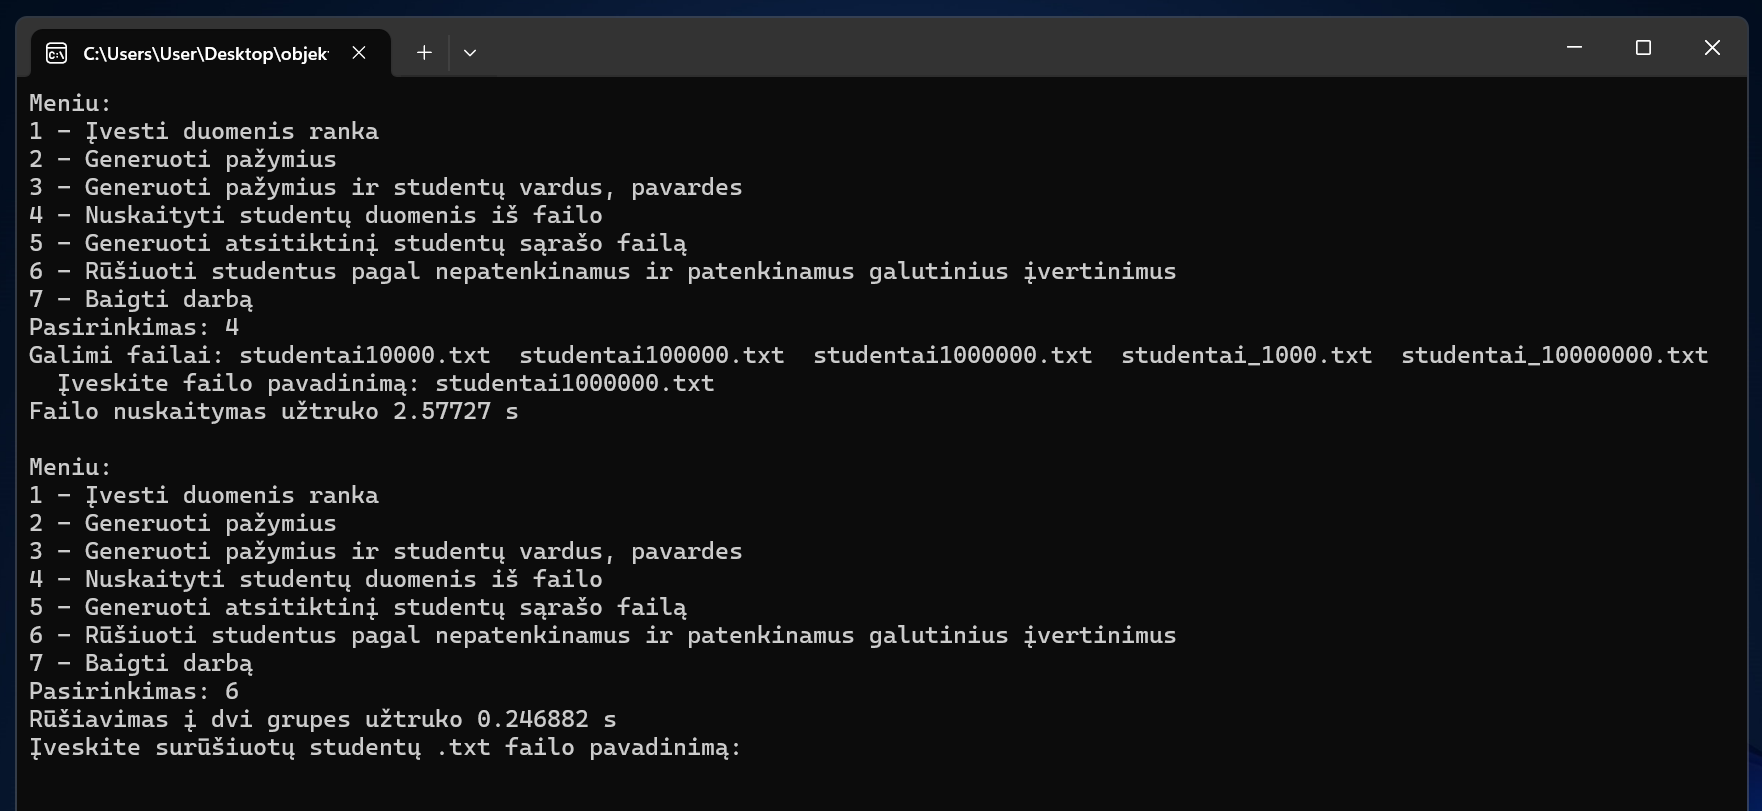 C:\Users\User\Desktop\objek
Meniu:
1 - Įvesti duomenis ranka
2 - Generuoti pažymius
3 - Generuoti pažymius ir studentų vardus, pavardes
4 - Nuskaityti studentų duomenis iš failo
5 - Generuoti atsitiktinį studentų sąrašo failą
6 - Rūšiuoti studentus pagal nepatenkinamus ir patenkinamus galutinius įvertinimus
7 - Baigti darbą
Pasirinkimas: 4
Galimi failai: studentai10000.txt  studentai100000.txt  studentai1000000.txt  studentai_1000.txt  studentai_10000000.txt
  Įveskite failo pavadinimą: studentai1000000.txt
Failo nuskaitymas užtruko 2.57727 s

Meniu:
1 - Įvesti duomenis ranka
2 - Generuoti pažymius
3 - Generuoti pažymius ir studentų vardus, pavardes
4 - Nuskaityti studentų duomenis iš failo
5 - Generuoti atsitiktinį studentų sąrašo failą
6 - Rūšiuoti studentus pagal nepatenkinamus ir patenkinamus galutinius įvertinimus
7 - Baigti darbą
Pasirinkimas: 6
Rūšiavimas į dvi grupes užtruko 0.246882 s
Įveskite surūšiuotų studentų .txt failo pavadinimą: